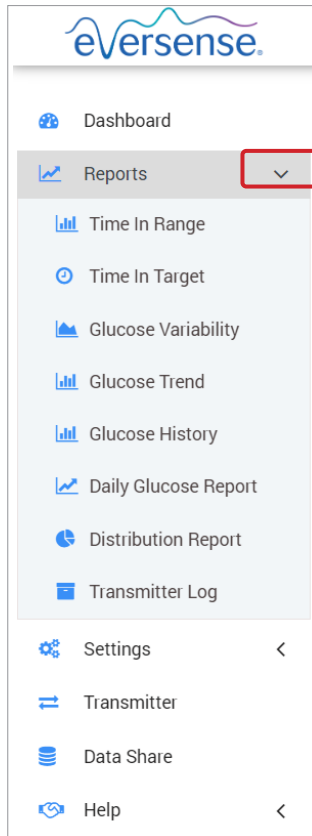 eversense.
Dashboard
Reports
Time In Range
Time In Target
Glucose Variability
Glucose Trend
Glucose History
Daily Glucose Report
Distribution Report
Transmitter Log
Settings
Transmitter
Data Share
Help